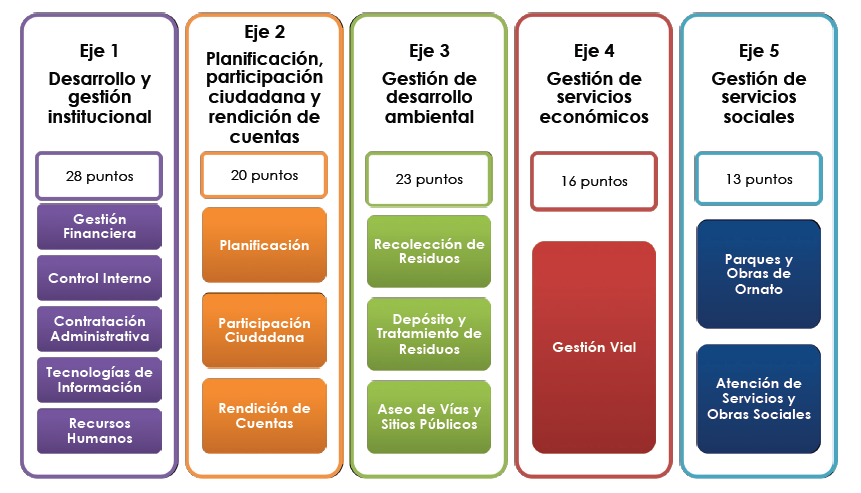 Eje 1
Desarrollo y
gestión
institucional
28 puntos
Gestión
Financiera
Control Interno
Contratación
Administrativa
Tecnologías de
Información
Recursos
Humanos
Eje 2
Planificación,
participación
ciudadana y
rendición de
cuentas
20 puntos
Planificación
Participación
Ciudadana
Rendición de
Cuentas
Eje 3
Gestión de
desarrollo
ambiental
23 puntos
Recolección de
Residuos
Depósito y
Tratamiento de
Residuos
Aseo de Vías y
Sitios Públicos
Eje 4
Gestión de
servicios
económicos
16 puntos
Gestión Vial
Eje 5
Gestión de
servicios
sociales
13 puntos
Parques y
Obras de
Ornato
Atención de
Servicios y
Obras Sociales